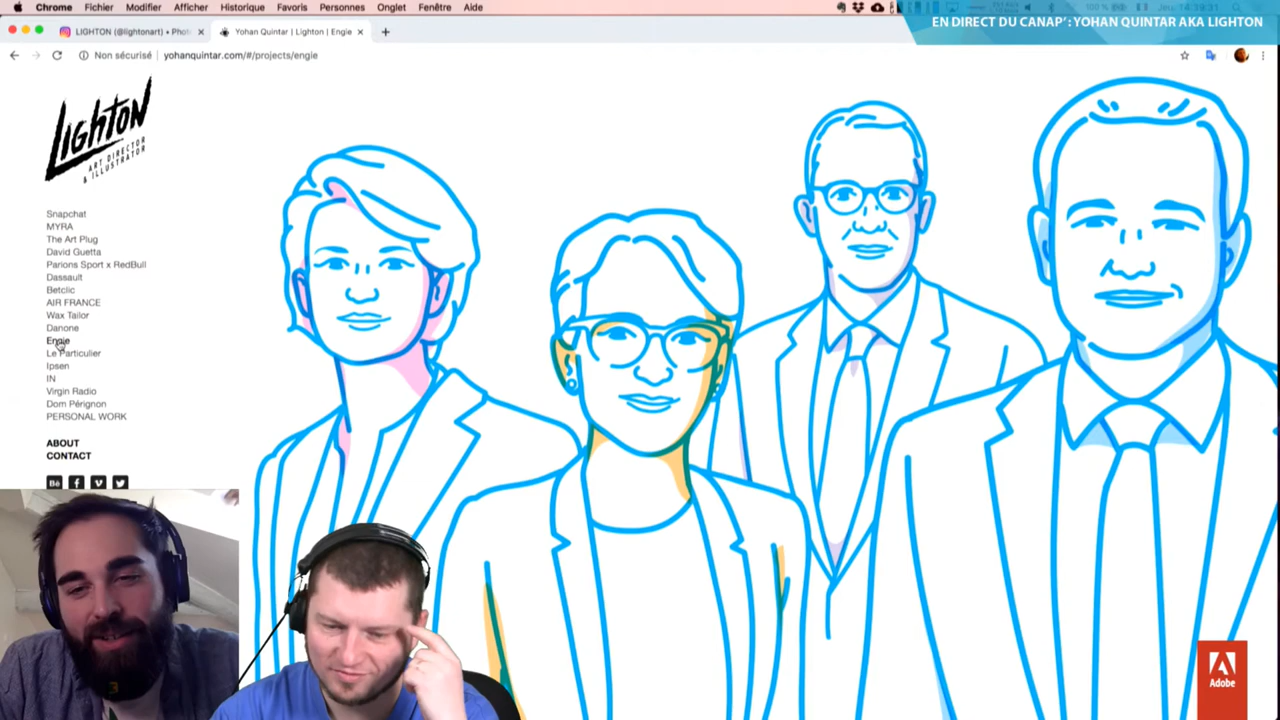 Chrome Fichier Modifier Afficher Historique Favoris Personnes Onglet Fenêtre Aide
EN DIRECT DU CANAP' : YOHAN QUINTAR AKA LIGHTON
LIGHTON (@lightonart) • Phot
Yohan Quintar | Lighton | Engie
Non sécurisé | yohanquintar.com/#/projects/engie
LIGHTON
ART DIRECTOR
& ILLUSTRATOR
Snapchat
MYRA
The Art Plug
David Guetta
Parions Sport x RedBull
Dassault
Betclic
AIR FRANCE
Wax Tailor
Danone
Engie
Le Particulier
Ipsen
IN
Virgin Radio
Dom Pérignon
PERSONAL WORK
ABOUT
CONTACT
Bē
Adobe